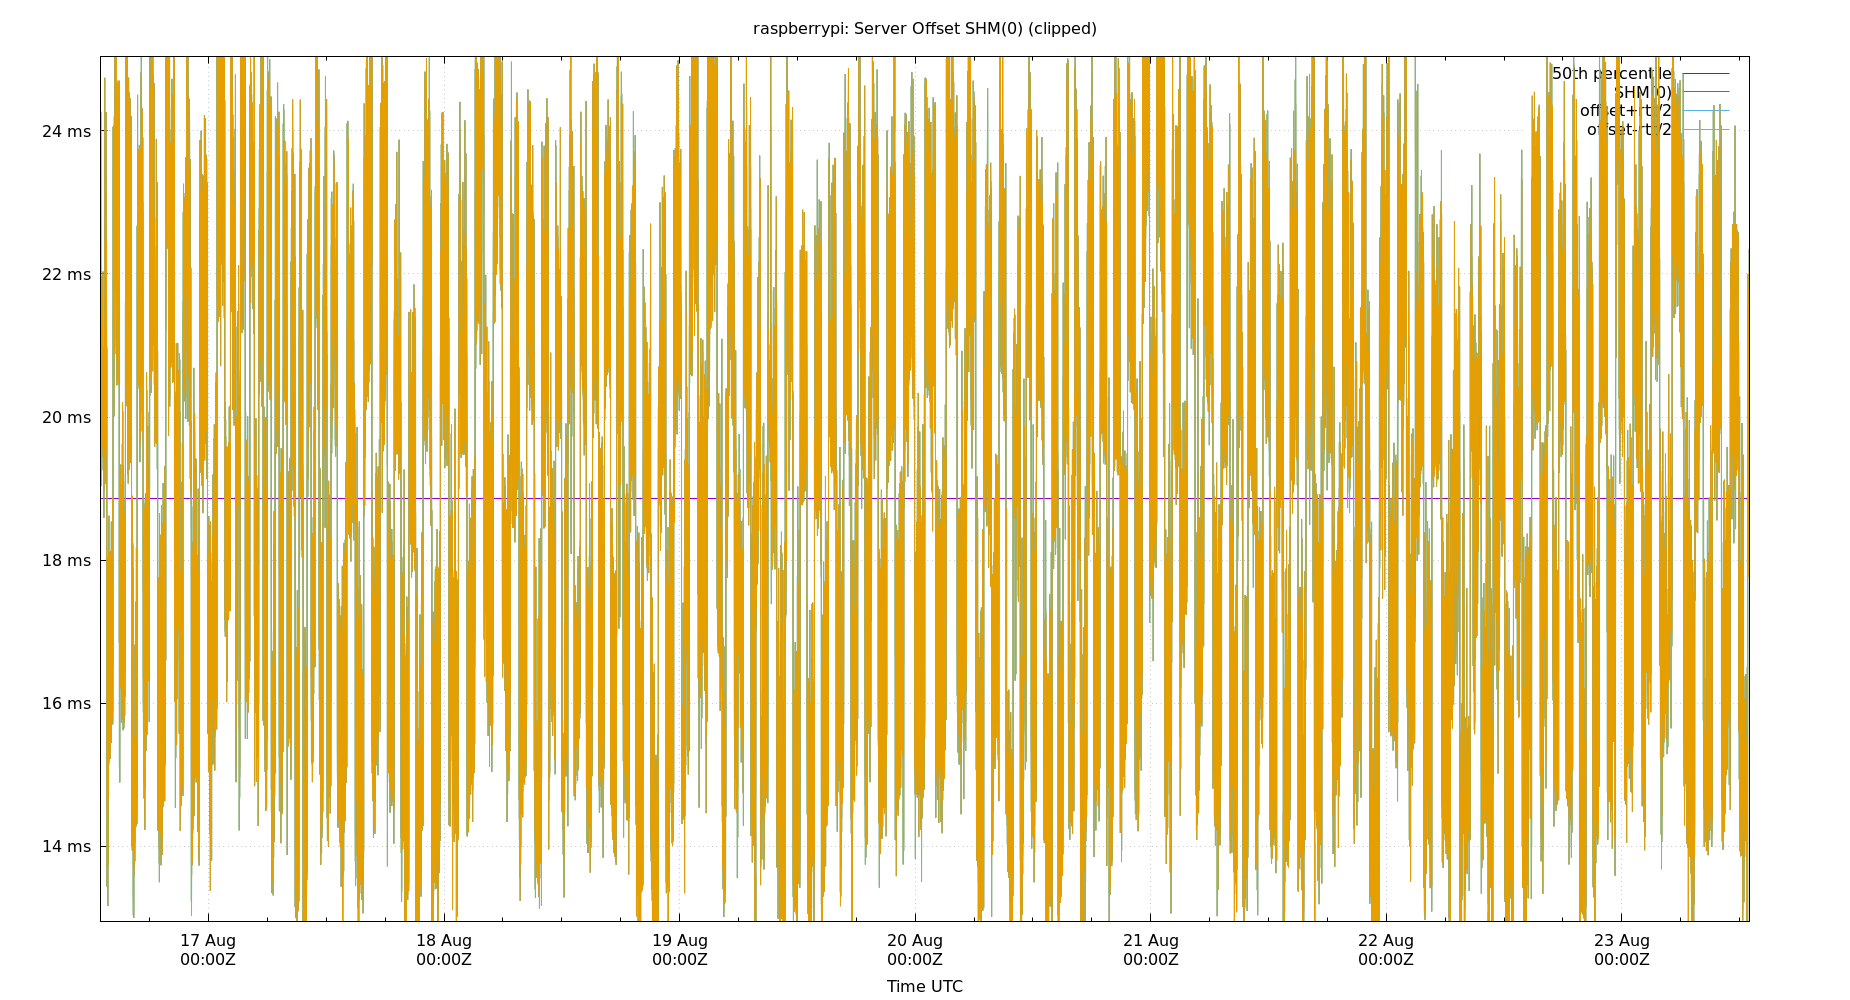 raspberrypi: Server Offset SHM(0) (clipped)
50th percentile
SHM(0)
offset+rtt/2
offset-rtt/2
24 ms
22 ms
20 ms
18 ms
16 ms
14 ms
17 Aug
00:00Z
18 Aug
00:00Z
19 Aug
00:00Z
20 Aug
00:00Z
21 Aug
00:00Z
22 Aug
00:00Z
23 Aug
00:00Z
Time UTC